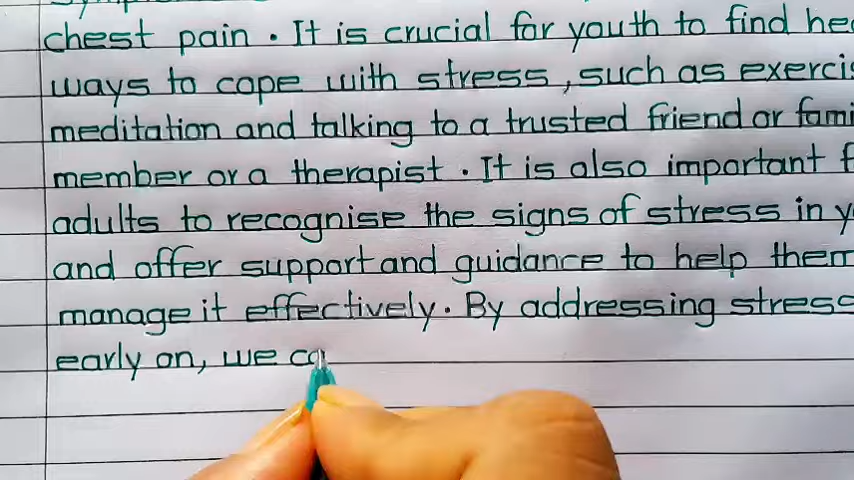 chest pain. It is crucial for youth to find
ways to cope with stress, such as
meditation and talking to a trusted friend or
member or a therapist. It is also important
adults to recognise the signs of stress in
and offer support and guidance to help them
manage it effectively. By addressing stress
early on, we